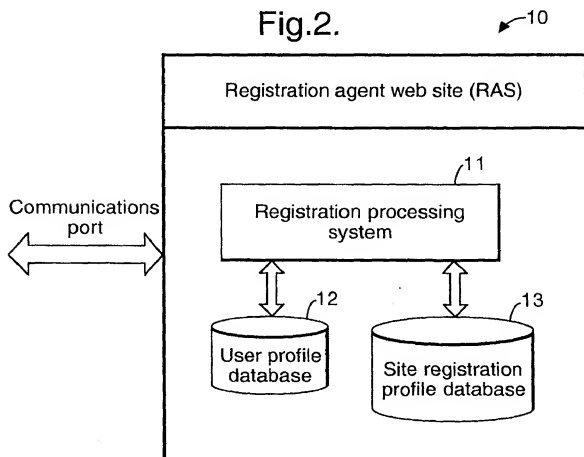 Fig.2.
10
Registration agent web site (RAS)
11
Communications
port
Registration processing
system
12
13
User profile
database
Site registration
profile database